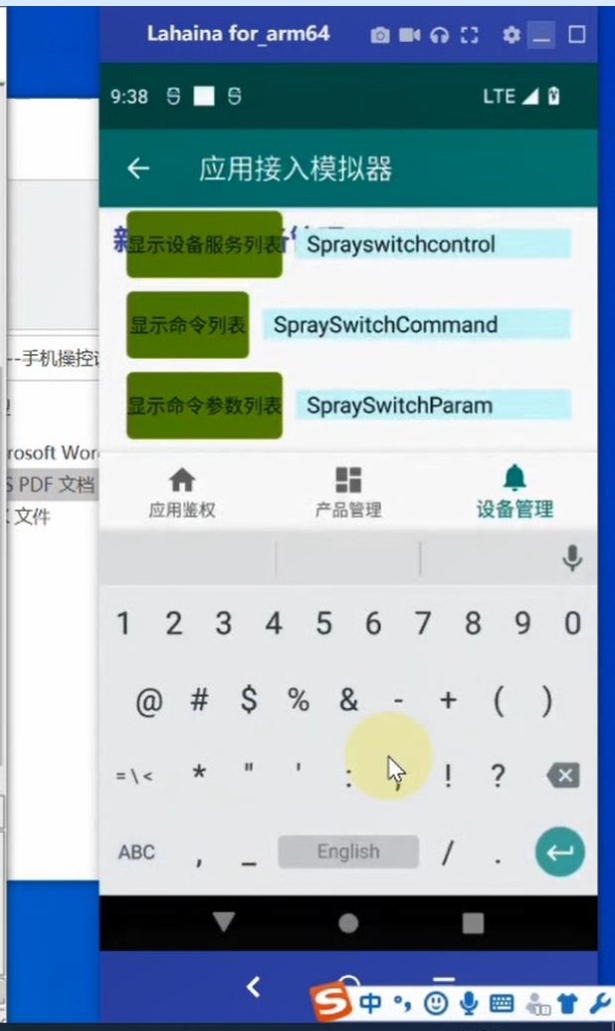 Lahaina for_arm64
9:38
LTE
应用接入模拟器
显示设备服务列表 Sprayswitchcontrol
显示命令列表 SpraySwitchCommand
--手机操控
显示命令参数列表 SpraySwitchParam
rosoft Wor
S PDF 文档
文件
应用鉴权 产品管理 设备管理
1 2 3 4 5 6 7 8 9 0
@ # $ % & - + ( )
=\< * " ' : ; ! ?
ABC , _ English / .
中